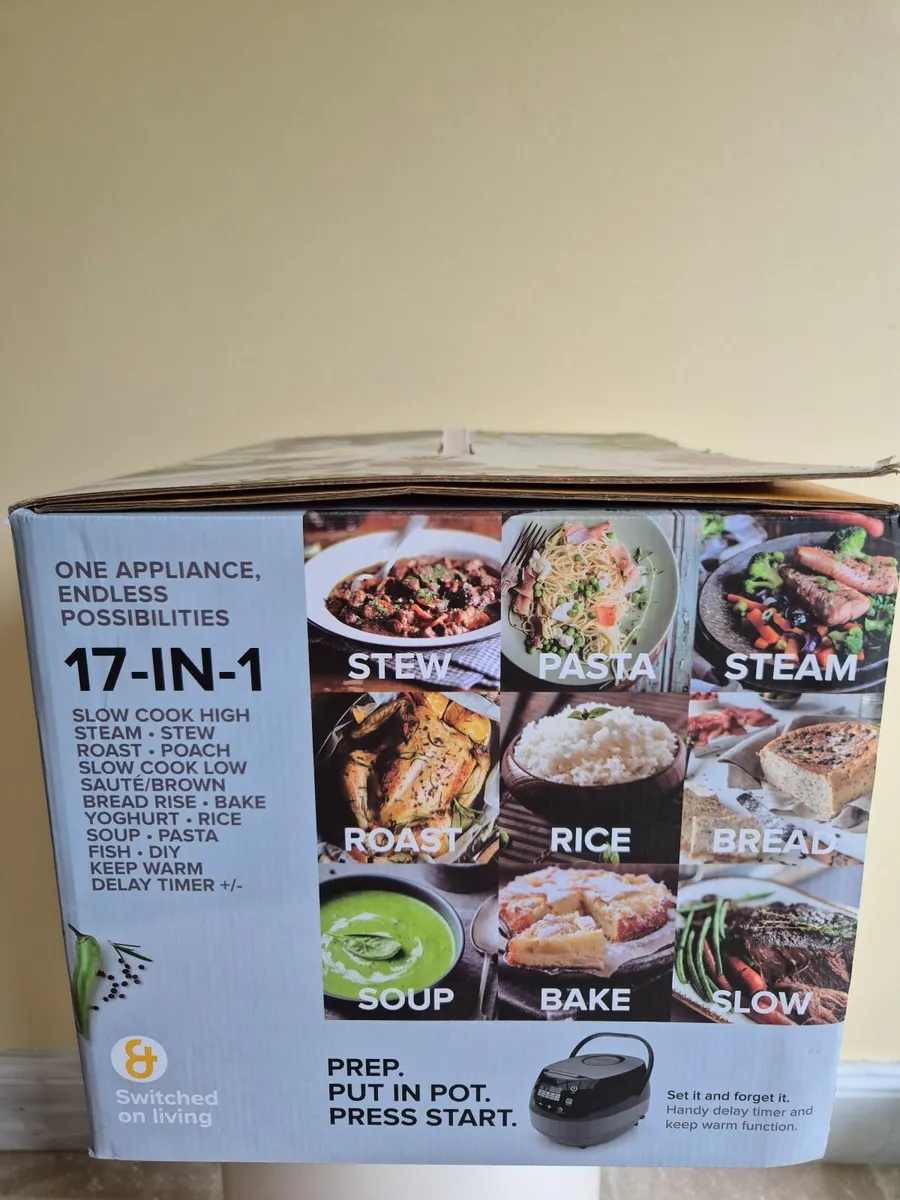 ONE APPLIANCE,
ENDLESS
POSSIBILITIES
17-IN-1
SLOW COOK HIGH
STEAM • STEW
ROAST • POACH
SLOW COOK LOW
SAUTÉ/BROWN
BREAD RISE • BAKE
YOGHURT • RICE
SOUP • PASTA
FISH • DIY
KEEP WARM
DELAY TIMER +/-
STEW
PASTA
STEAM
ROAST
RICE
BREAD
SOUP
BAKE
SLOW
&
Switched
on living
PREP.
PUT IN POT.
PRESS START.
Set it and forget it.
Handy delay timer and
keep warm function.